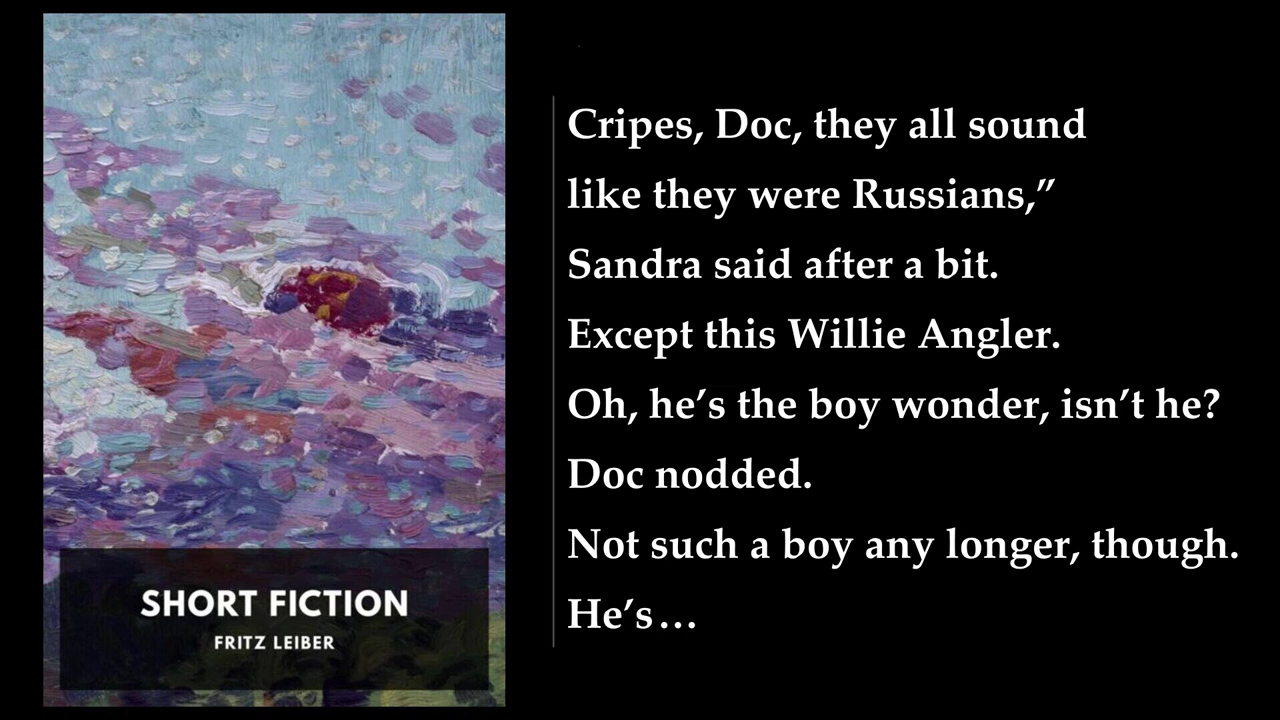 SHORT FICTION
FRITZ LEIBER
Cripes, Doc, they all sound
like they were Russians,”
Sandra said after a bit.
Except this Willie Angler.
Oh, he’s the boy wonder, isn’t he?
Doc nodded.
Not such a boy any longer, though.
He’s…